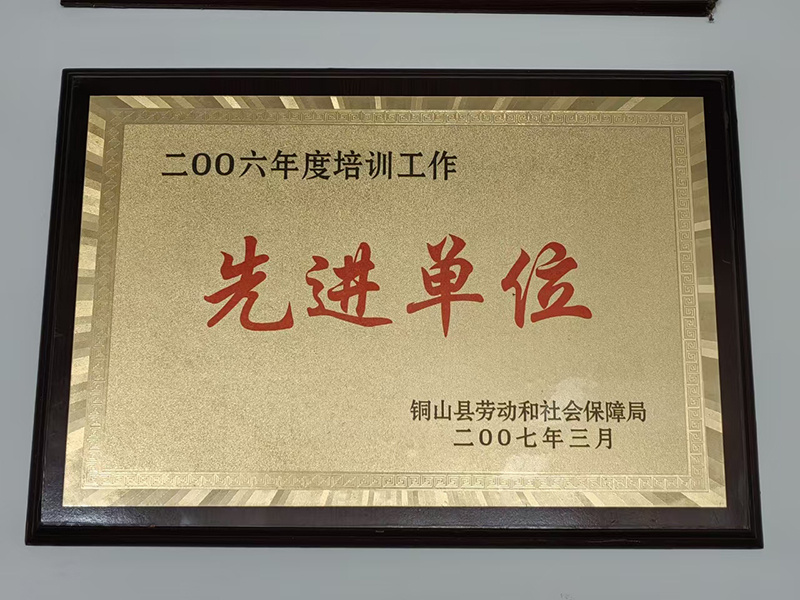 二OO六年度培训工作
先进单位
铜山县劳动和社会保障局
二OO七年三月